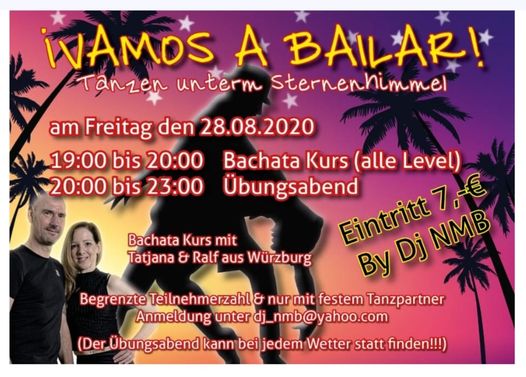 ¡VAMOS A BAILAR!
Tanzen unterm Sternenhimmel
am Freitag den 28.08.2020
19:00 bis 20:00 Bachata Kurs (alle Level)
20:00 bis 23:00 Übungsabend
Eintritt 7,-€
By Dj NMB
Bachata Kurs mit
Tatjana & Ralf aus Würzburg
Begrenzte Teilnehmerzahl & nur mit festem Tanzpartner
Anmeldung unter dj_nmb@yahoo.com
(Der Übungsabend kann bei jedem Wetter statt finden!!!)